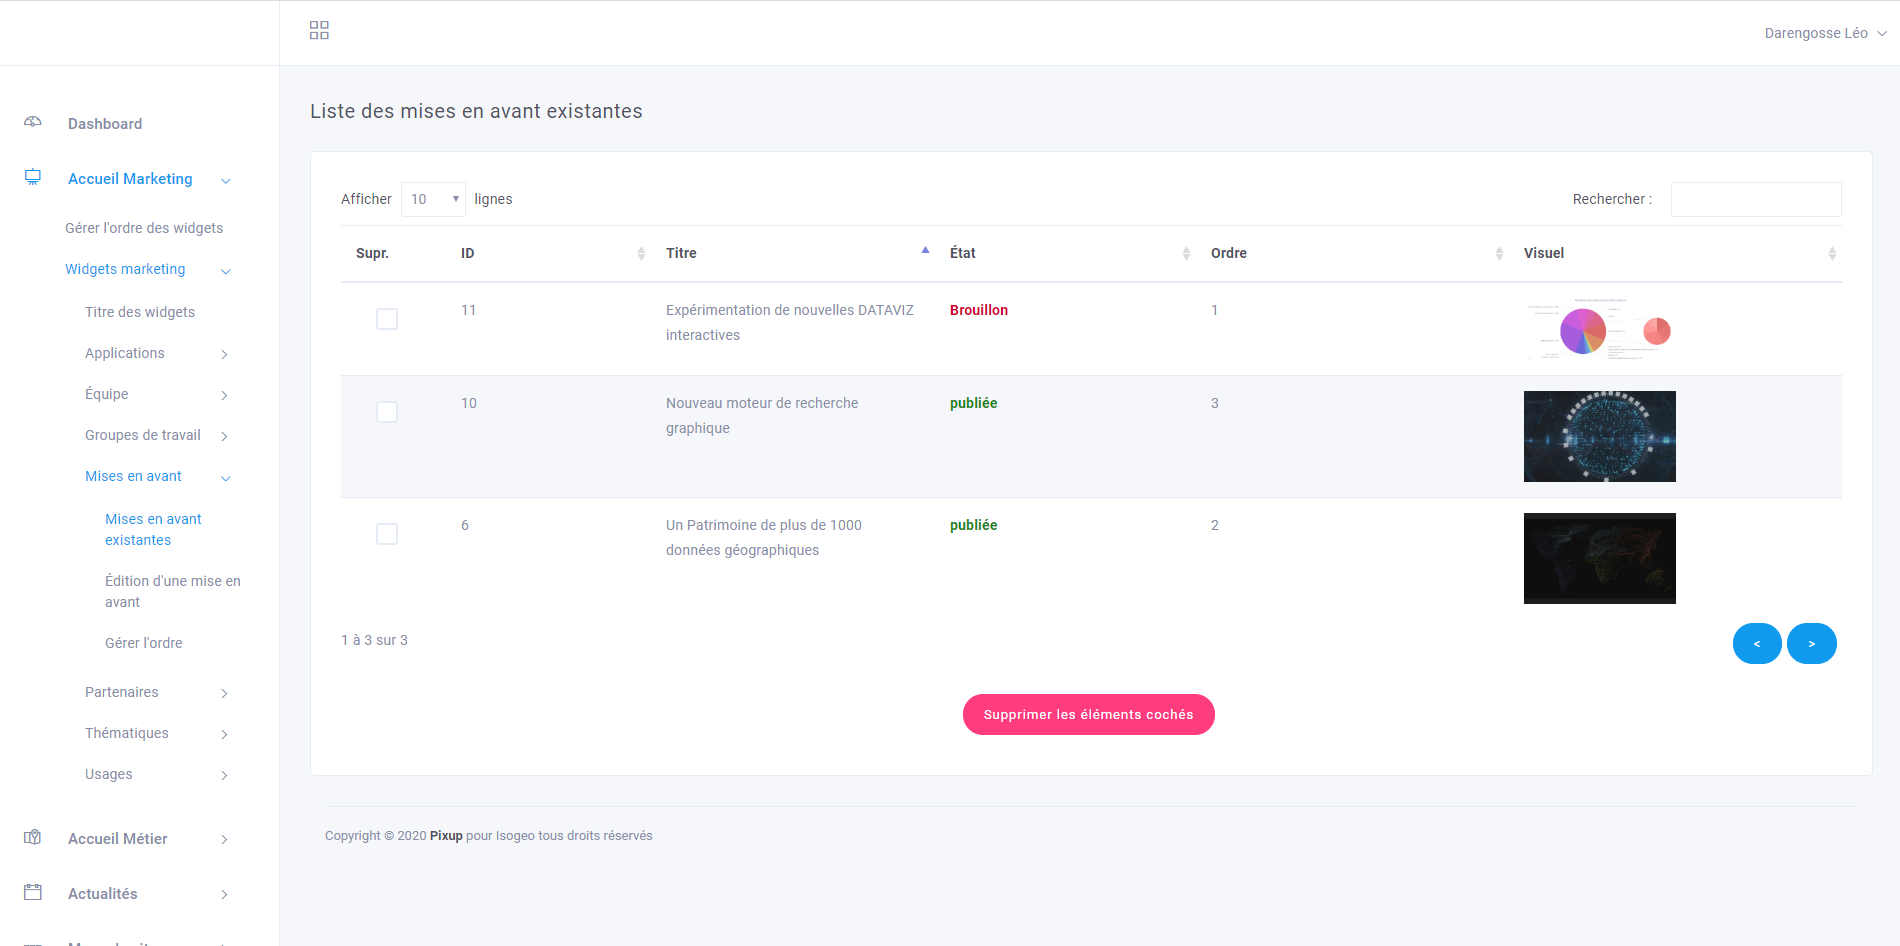 Darengosse Léo
Dashboard
Accueil Marketing
Gérer l'ordre des widgets
Widgets marketing
Titre des widgets
Applications
Équipe
Groupes de travail
Mises en avant
Mises en avant
existantes
Édition d'une mise en
avant
Gérer l'ordre
Partenaires
Thématiques
Usages
Accueil Métier
Actualités
Liste des mises en avant existantes
Afficher 10 lignes
Rechercher :
Supr. ID Titre État Ordre Visuel
11 Expérimentation de nouvelles DATAVIZ Brouillon 1
interactives
10 Nouveau moteur de recherche publiée 3
graphique
6 Un Patrimoine de plus de 1000 publiée 2
données géographiques
1 à 3 sur 3
< >
Supprimer les éléments cochés
Copyright © 2020 Pixup pour Isogeo tous droits réservés